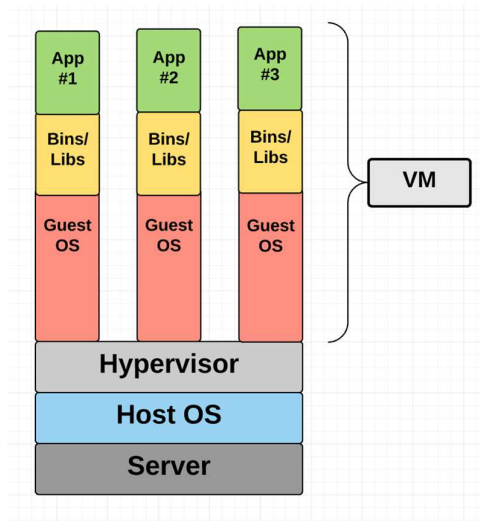 App
#1
App
#2
App
#3
Bins/
Libs
Bins/
Libs
Bins/
Libs
VM
Guest
OS
Guest
OS
Guest
OS
Hypervisor
Host OS
Server